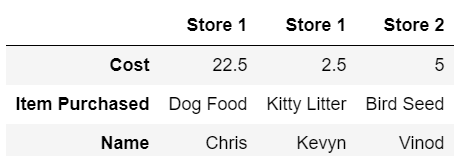 Store 1 Store 1 Store 2
Cost 22.5 2.5 5
Item Purchased Dog Food Kitty Litter Bird Seed
Name Chris Kevyn Vinod